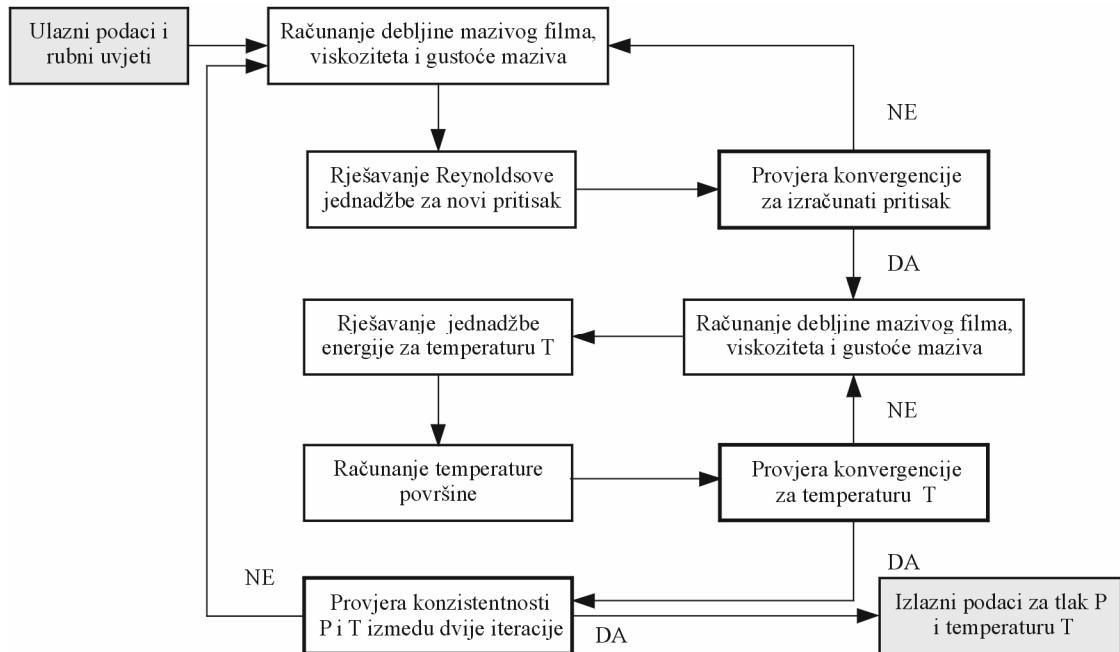 Ulazni podaci i
rubni uvjeti
Računanje debljine mazivog filma,
viskoziteta i gustoće maziva
NE
Rješavanje Reynoldsove
jednadžbe za novi pritisak
Provjera konvergencije
za izračunati pritisak
DA
Rješavanje jednadžbe
energije za temperaturu T
Računanje debljine mazivog filma,
viskoziteta i gustoće maziva
NE
Računanje temperature
površine
Provjera konvergencije
za temperaturu T
DA
NE
Provjera konzistentnosti
P i T između dvije iteracije
DA
Izlazni podaci za tlak P
i temperaturu T